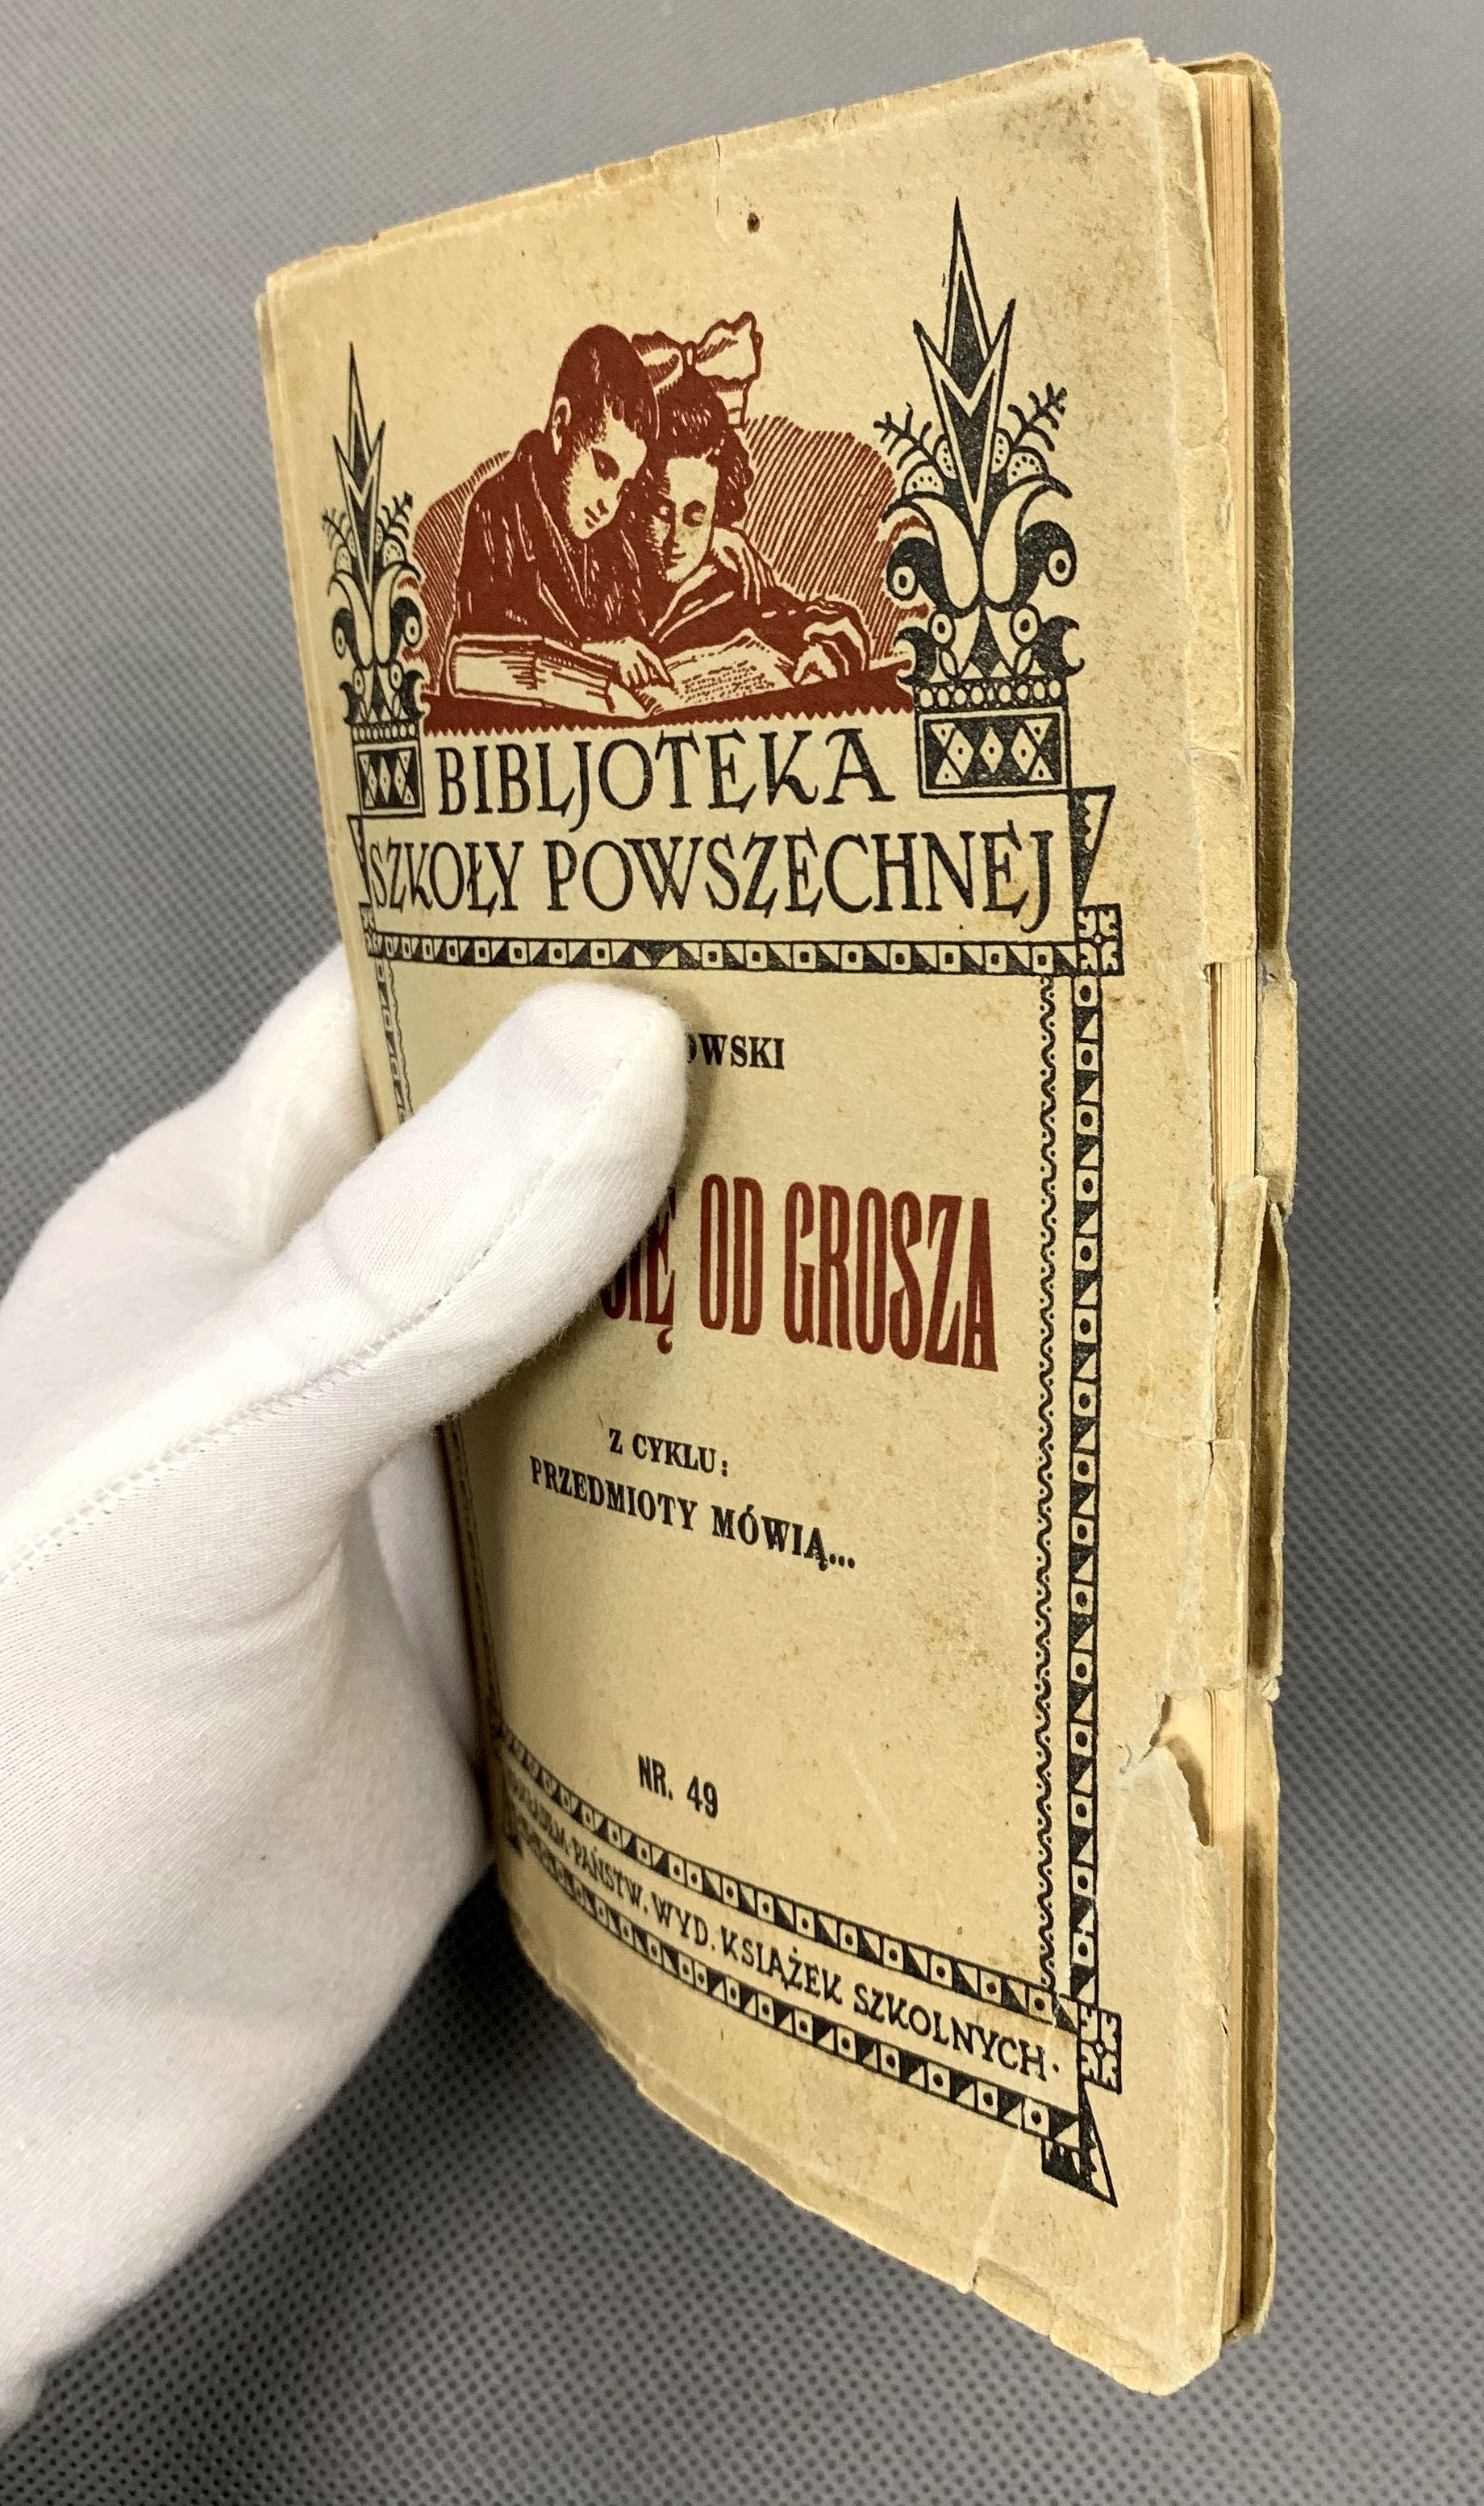 BIBLJOTEKA
SZKOŁY POWSZECHNEJ
OWSKI
SIĘ OD GROSZA
Z CYKLU:
PRZEDMIOTY MÓWIĄ...
NR. 49
PAŃSTW. WYD. KSIĄŻEK SZKOLNYCH ·